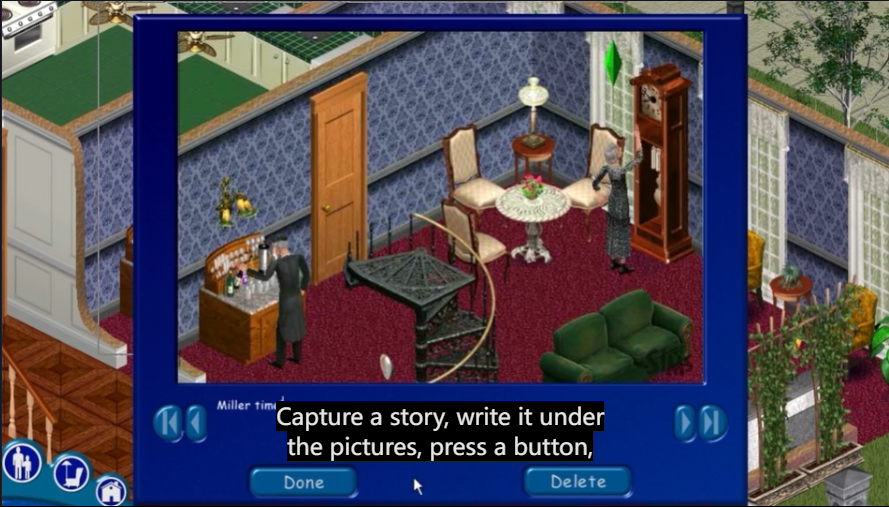 Miller time
Capture a story, write it under
the pictures, press a button,
Done
Delete